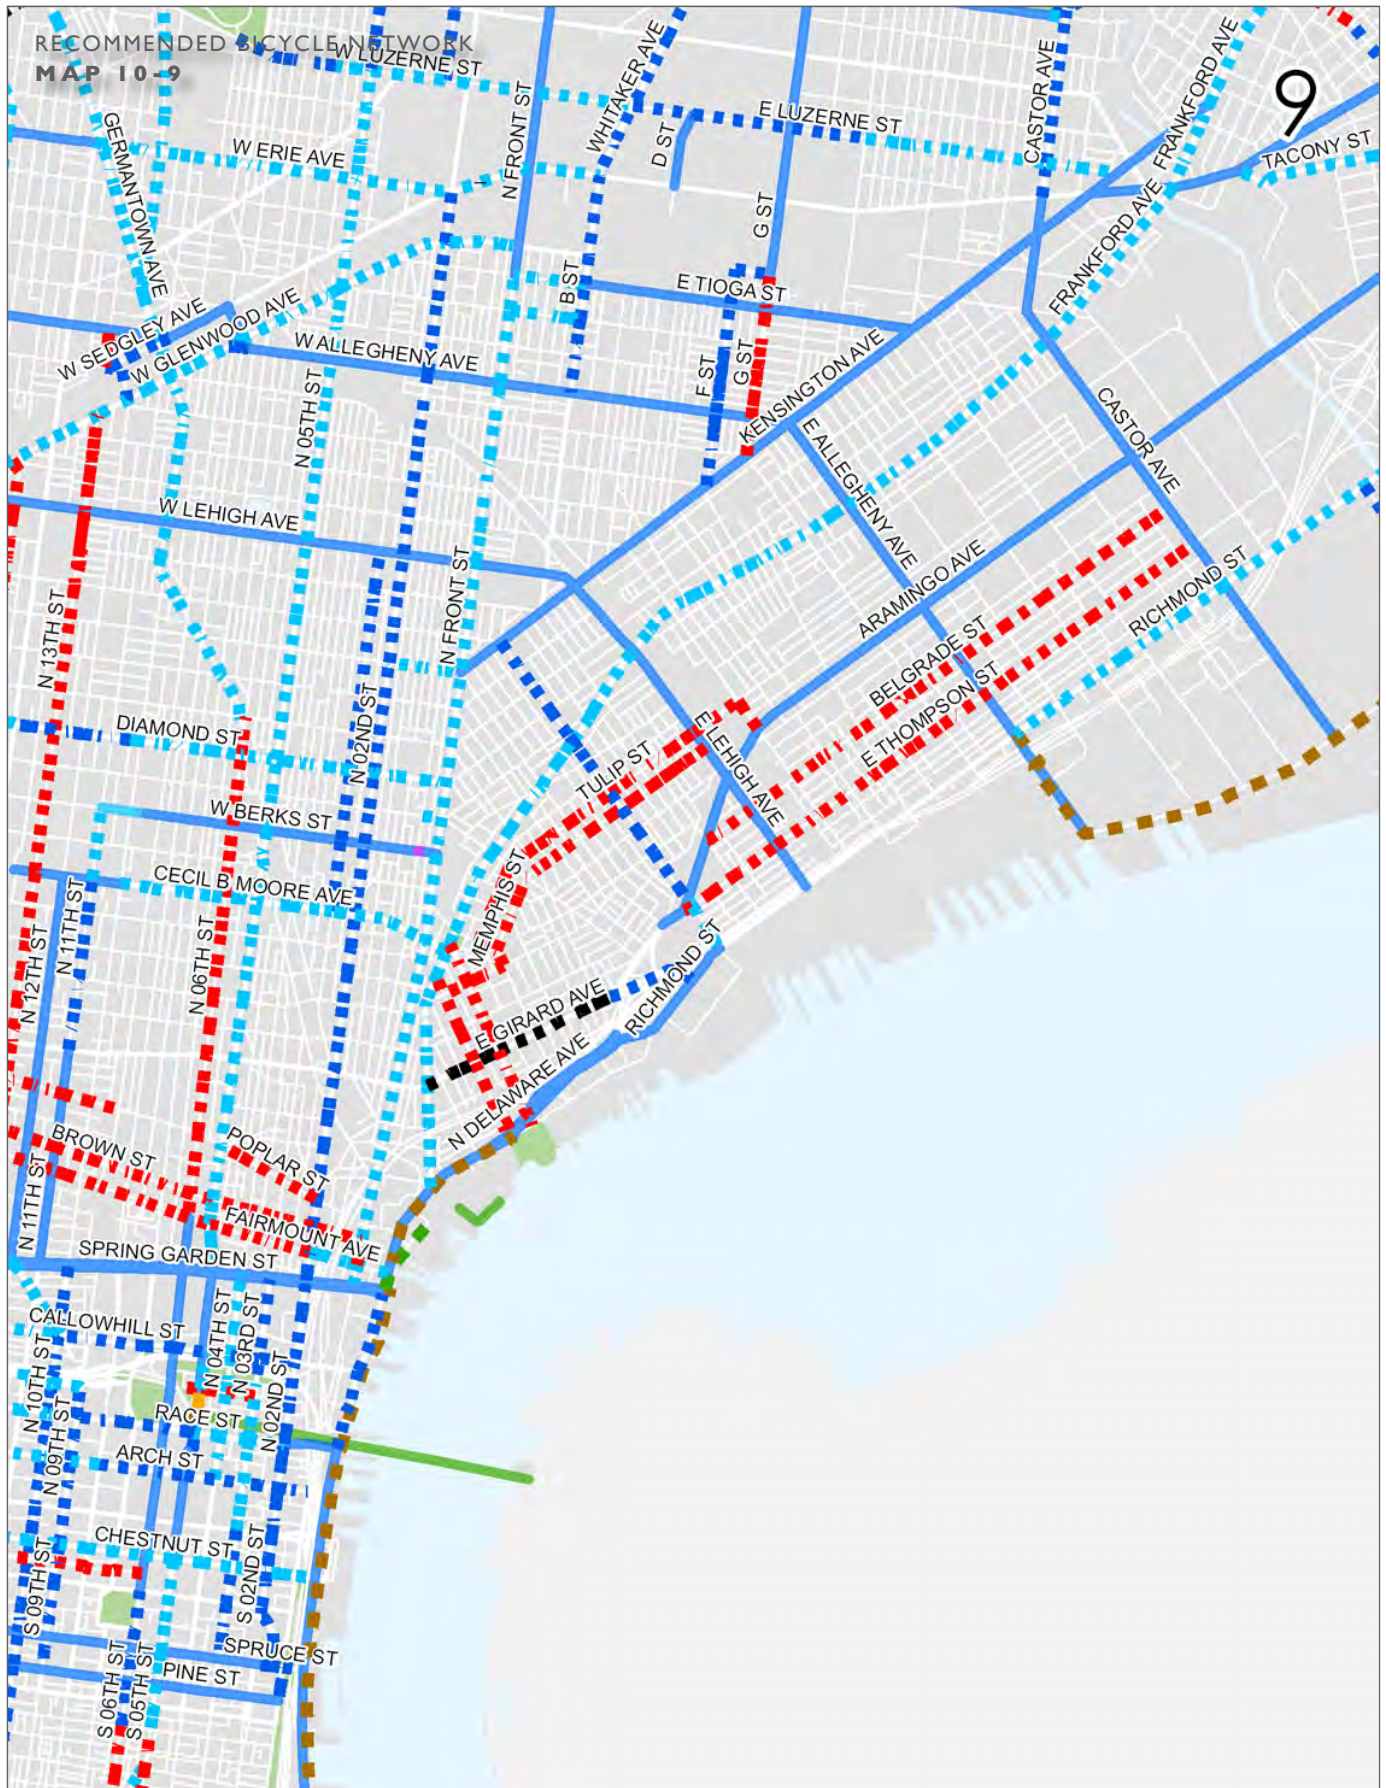 RECOMMENDED BICYCLE NETWORK
MAP 10-9
9
W LUZERNE ST
WHITAKER AVE
CASTOR AVE
FRANKFORD AVE
N FRONT ST
E LUZERNE ST
D ST
GERMANTOWN AVE
W ERIE AVE
TACONY ST
G ST
FRANKFORD AVE
B ST
E TIOGA ST
W SEDGLEY AVE
W GLENWOOD AVE
W ALLEGHENY AVE
F ST
G ST
KENSINGTON AVE
N 05TH ST
E ALLEGHENY AVE
CASTOR AVE
W LEHIGH AVE
N FRONT ST
ARAMINGO AVE
RICHMOND ST
N 13TH ST
BELGRADE ST
N 02ND ST
DIAMOND ST
E THOMPSON ST
E LEHIGH AVE
TULIP ST
W BERKS ST
CECIL B MOORE AVE
MEMPHIS ST
N 11TH ST
N 12TH ST
N 06TH ST
E GIRARD AVE
RICHMOND ST
N DELAWARE AVE
BROWN ST
POPLAR ST
N 11TH ST
FAIRMOUNT AVE
SPRING GARDEN ST
CALLOWHILL ST
N 04TH ST
N 03RD ST
N 10TH ST
N 02ND ST
RACE ST
N 09TH ST
ARCH ST
CHESTNUT ST
S 09TH ST
S 02ND ST
SPRUCE ST
PINE ST
S 06TH ST
S 05TH ST